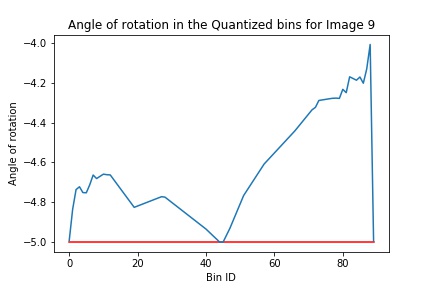 Angle of rotation in the Quantized bins for Image 9
−4.0
−4.2
−4.4
−4.6
−4.8
−5.0
Angle of rotation
0 20 40 60 80
Bin ID